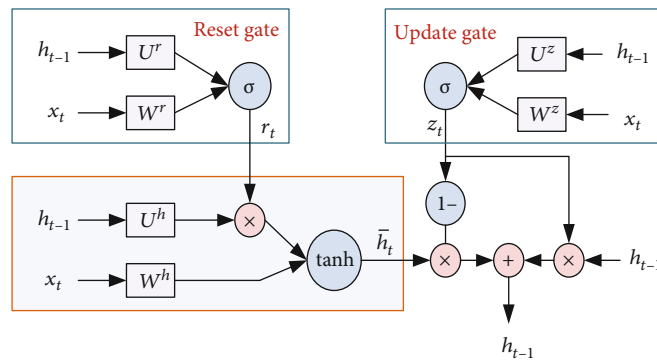 Reset gate
h_{t–1}
U^r
x_t
W^r
σ
r_t
Update gate
σ
U^z
h_{t–1}
W^z
x_t
z_t
h_{t–1}
U^h
×
x_t
W^h
tanh
h̄_t
1–
×
+
×
h_{t–1}
h_{t–1}